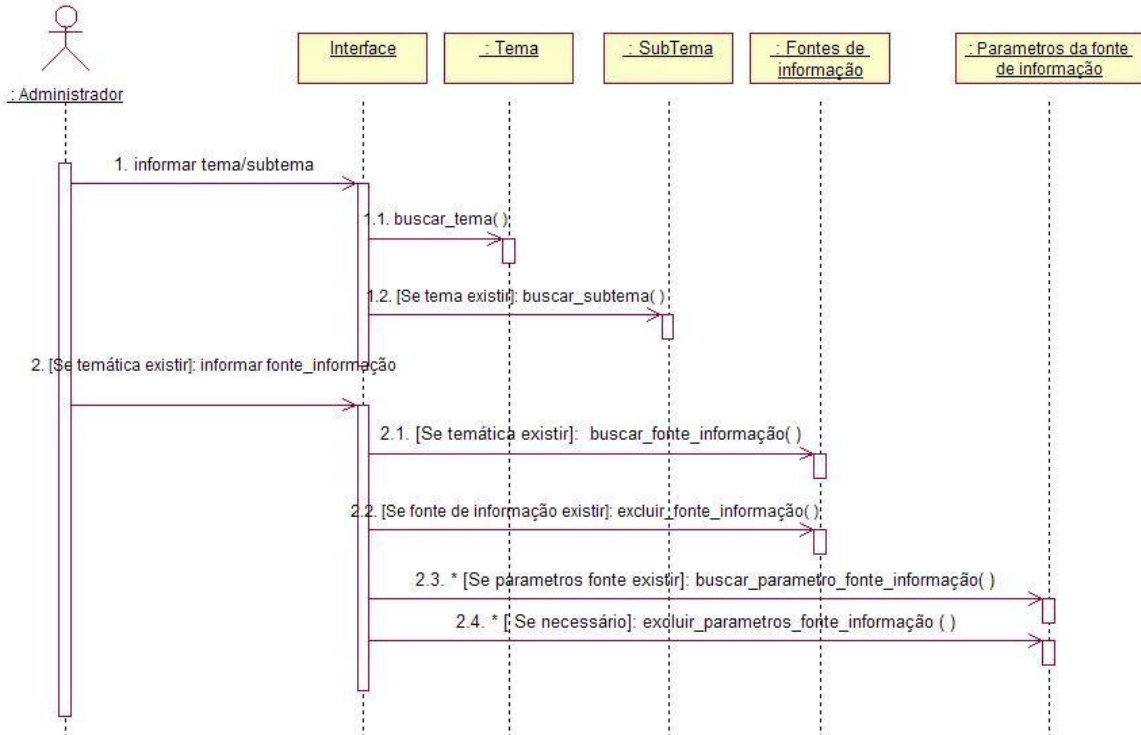 : Administrador
Interface
: Tema
: SubTema
: Fontes de
informação
: Parametros da fonte
de informação
1. informar tema/subtema
1.1. buscar_tema( )
1.2. [Se tema existir]: buscar_subtema( )
2. [Se temática existir]: informar fonte_informação
2.1. [Se temática existir]: buscar_fonte_informação( )
2.2. [Se fonte de informação existir]: excluir_fonte_informação( )
2.3. * [Se parametros fonte existir]: buscar_parametro_fonte_informação( )
2.4. * [ Se necessário]: excluir_parametros_fonte_informação ( )